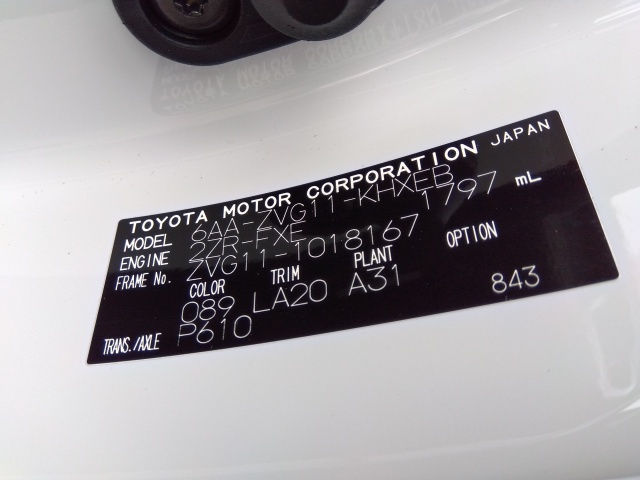 TOYOTA MOTOR CORPORATION JAPAN
MODEL 6AA-ZVG11-KHXEB
ENGINE 2ZR-FXE 1797 mL
FRAME No. ZVG11-1018167
COLOR TRIM PLANT OPTION
089 LA20 A31 843
TRANS./AXLE P610